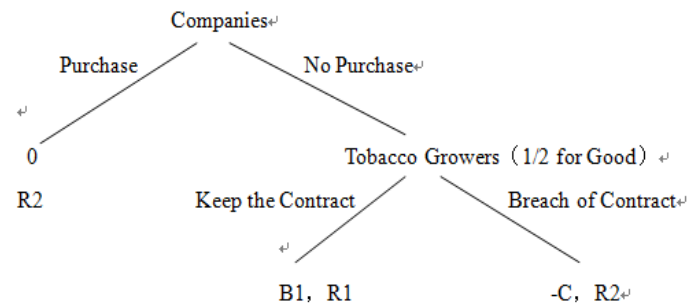 Companies↵
Purchase
No Purchase↵
↵
0
Tobacco Growers（1/2 for Good）↵
R2
Keep the Contract
Breach of Contract↵
↵
B1，R1
-C，R2↵